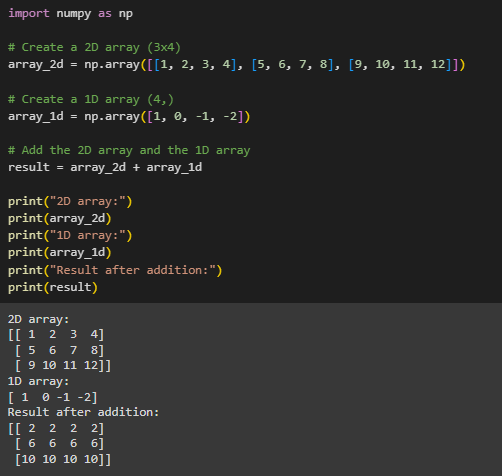 import numpy as np
# Create a 2D array (3x4)
array_2d = np.array([[1, 2, 3, 4], [5, 6, 7, 8], [9, 10, 11, 12]])
# Create a 1D array (4,)
array_1d = np.array([1, 0, -1, -2])
# Add the 2D array and the 1D array
result = array_2d + array_1d
print("2D array:")
print(array_2d)
print("1D array:")
print(array_1d)
print("Result after addition:")
print(result)
2D array:
[[ 1  2  3  4]
 [ 5  6  7  8]
 [ 9 10 11 12]]
1D array:
[ 1  0 -1 -2]
Result after addition:
[[ 2  2  2  2]
 [ 6  6  6  6]
 [10 10 10 10]]